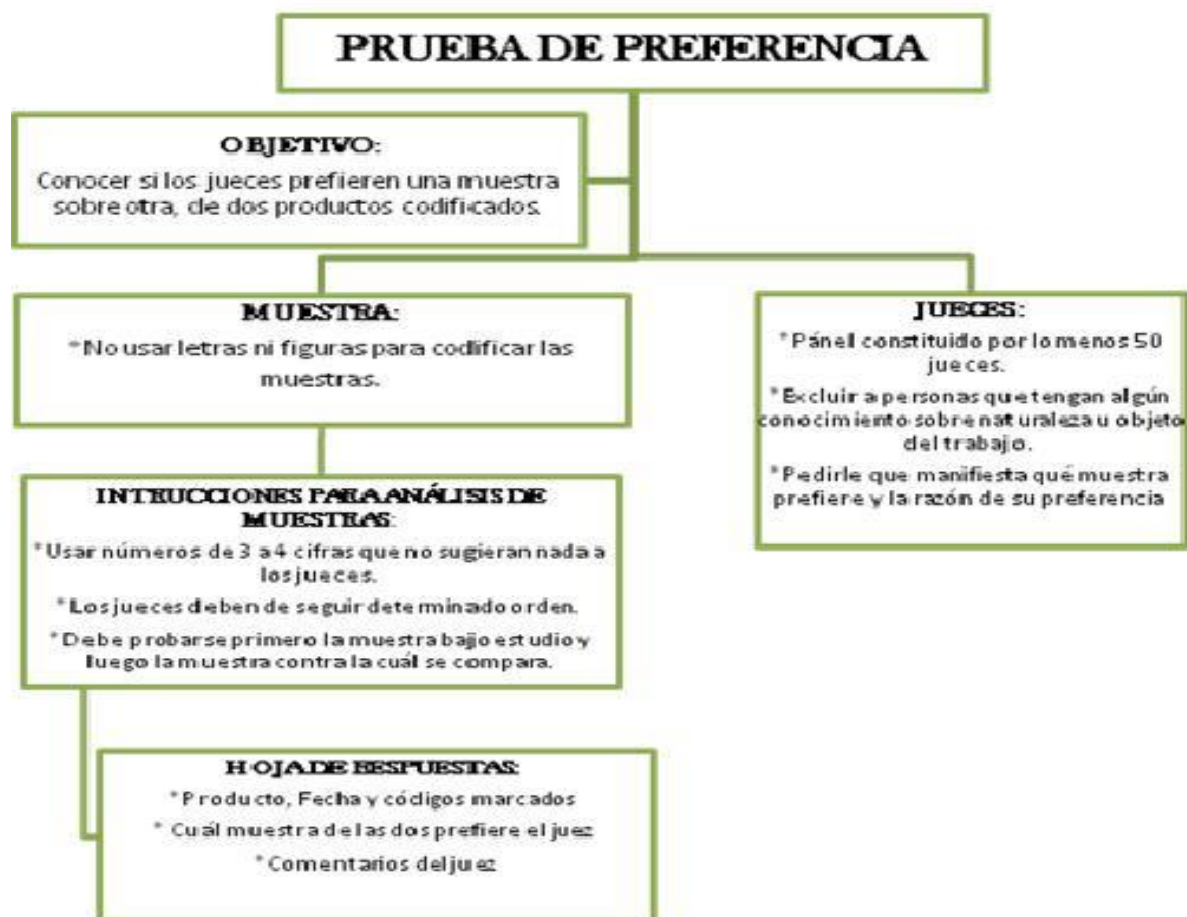 PRUEBA DE PREFERENCIA
OBJETIVO:
Conocer si los jueces prefieren una muestra
sobre otra, de dos productos codificados.
MUESTRA:
*No usar letras ni figuras para codificar las
muestras.
INTRUCCIONES PARA ANÁLISIS DE
MUESTRAS:
*Usar números de 3 a 4 cifras que no sugieran nada a
los jueces.
*Los jueces deben de seguir determinado orden.
*Debe probarse primero la muestra bajo estudio y
luego la muestra contra la cuál se compara.
HOJA DE RESPUESTAS:
*Producto, Fecha y códigos marcados
*Cuál muestra de las dos prefiere el juez
*Comentarios del juez
JUECES:
*Pánel constituido por lo menos 50
jueces.
*Excluir a personas que tengan algún
conocimiento sobre naturaleza u objeto
del trabajo.
*Pedirle que manifiesta qué muestra
prefiere y la razón de su preferencia